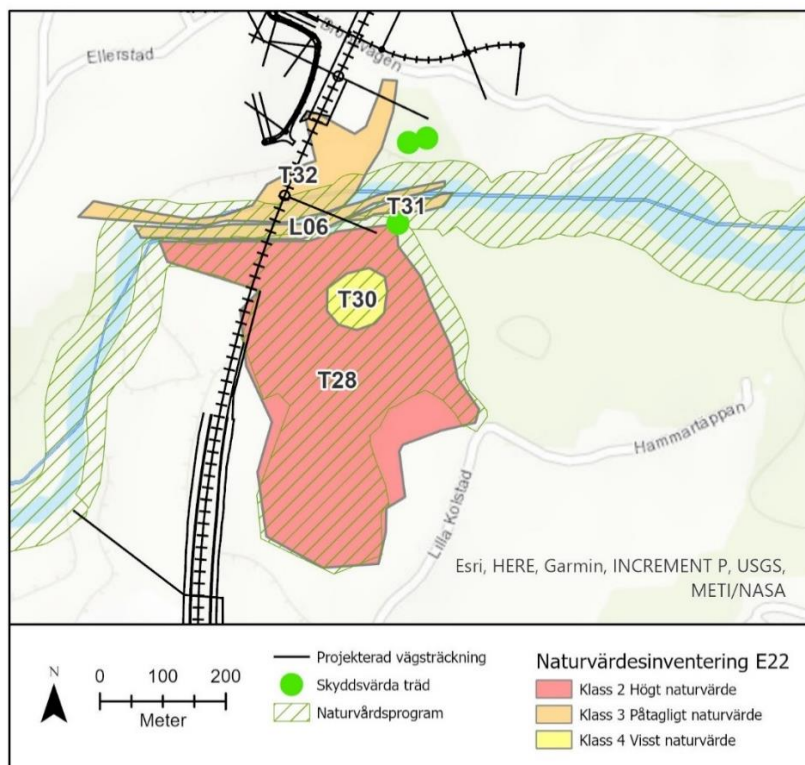 Ellerstad
T32
T31
L06
T30
T28
Hammartäppan
Lilla Kolstad
Esri, HERE, Garmin, INCREMENT P, USGS,
METI/NASA
N
0 100 200
Meter
Projekterad vägsträckning
Skyddsvärda träd
Naturvårdsprogram
Naturvärdesinventering E22
Klass 2 Högt naturvärde
Klass 3 Påtagligt naturvärde
Klass 4 Visst naturvärde